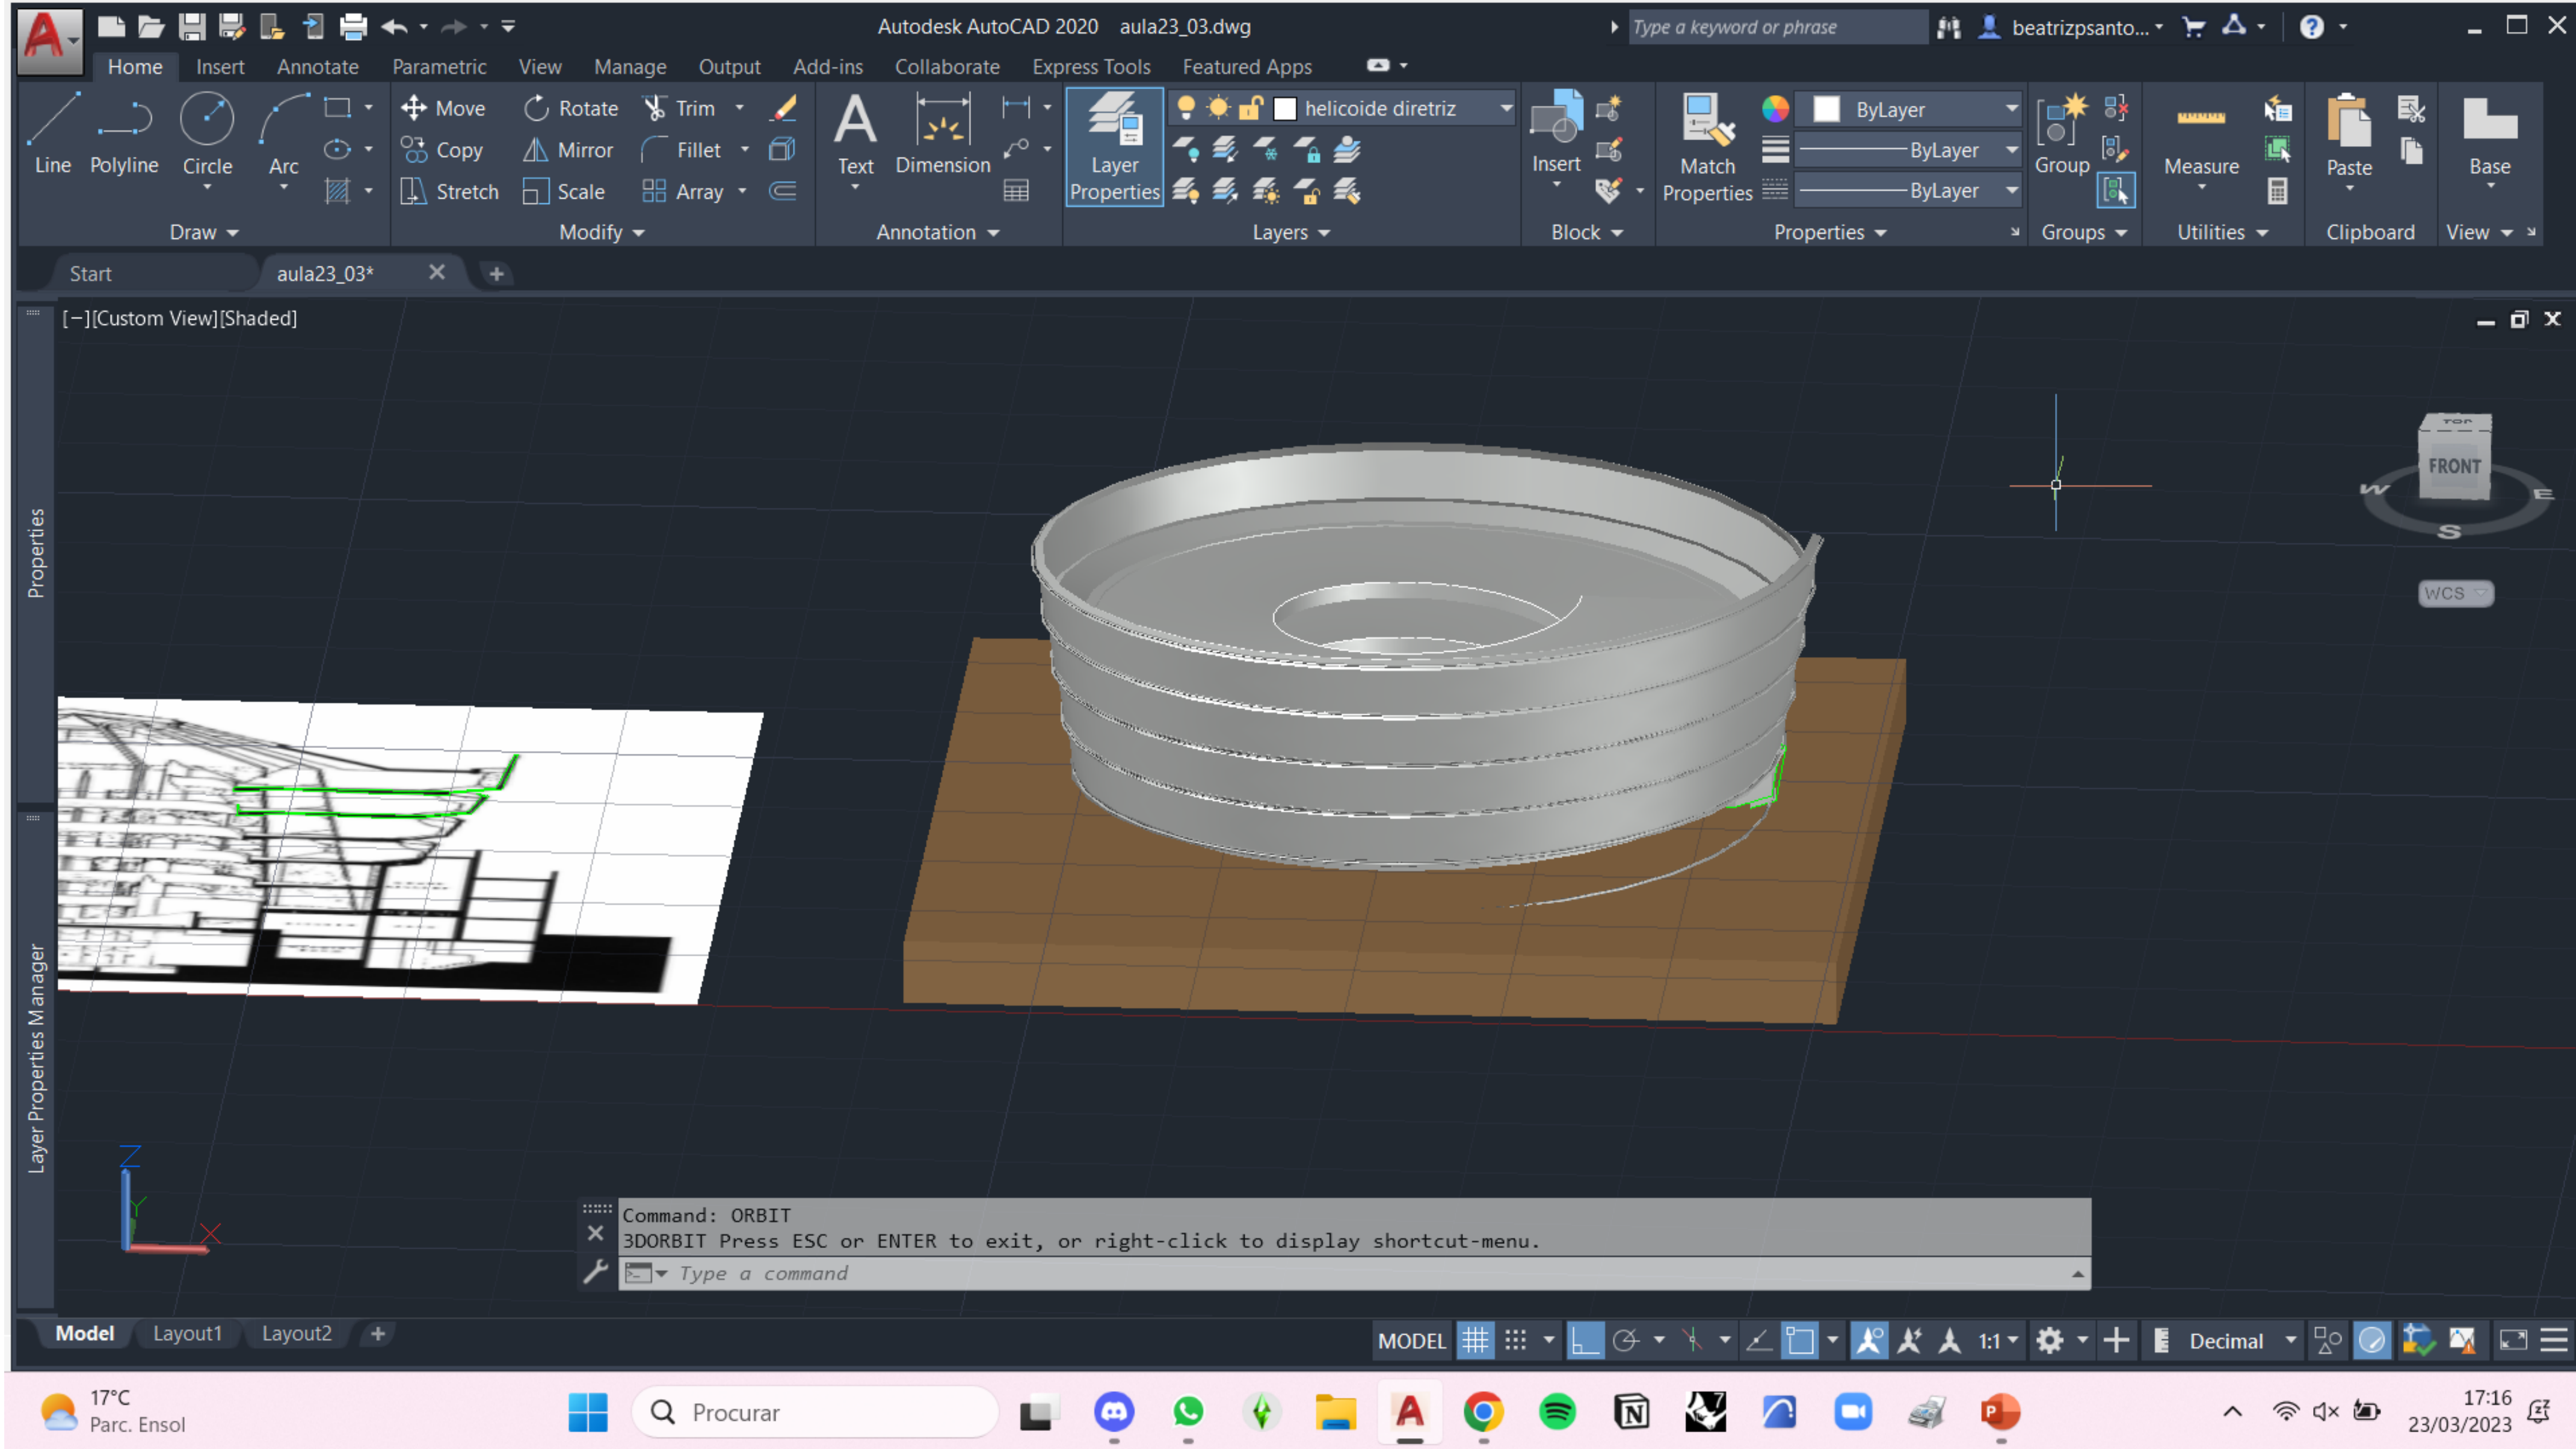 Autodesk AutoCAD 2020 aula23_03.dwg
Type a keyword or phrase
beatrizpsanto...
Home Insert Annotate Parametric View Manage Output Add-ins Collaborate Express Tools Featured Apps
Line Polyline Circle Arc
Move Rotate Trim
Copy Mirror Fillet
Stretch Scale Array
Text Dimension
Layer Properties
helicoide diretriz
Insert
Match Properties
ByLayer
ByLayer
ByLayer
Group
Measure
Paste
Base
Draw Modify Annotation Layers Block Properties Groups Utilities Clipboard View
Start aula23_03*
[−][Custom View][Shaded]
TOP
FRONT
W E
S
WCS
Properties
Layer Properties Manager
Z
Y
X
Command: ORBIT
3DORBIT Press ESC or ENTER to exit, or right-click to display shortcut-menu.
Type a command
Model Layout1 Layout2
MODEL 1:1 Decimal
17°C
Parc. Ensol
Procurar
17:16
23/03/2023